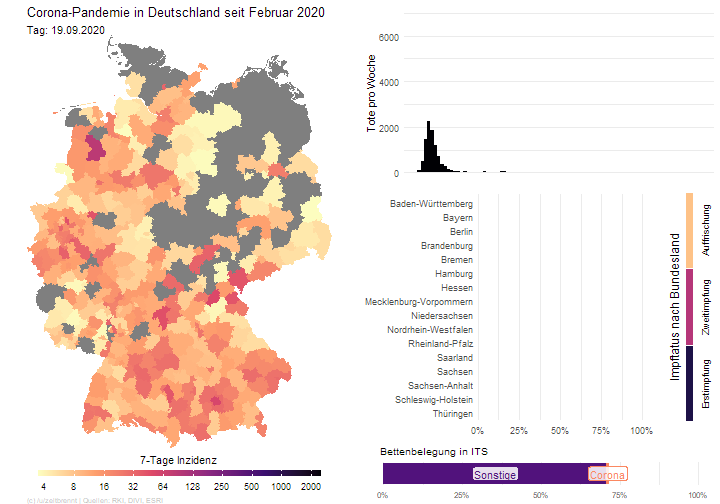 Corona-Pandemie in Deutschland seit Februar 2020
Tag: 19.09.2020
7-Tage Inzidenz
4 8 16 32 64 130 250 500 1000 2000
(c) /u/zeitbrennt | Quellen: RKI, DIVI, ESRI
Tote pro Woche
6000
4000
2000
0
Baden-Württemberg
Bayern
Berlin
Brandenburg
Bremen
Hamburg
Hessen
Mecklenburg-Vorpommern
Niedersachsen
Nordrhein-Westfalen
Rheinland-Pfalz
Saarland
Sachsen
Sachsen-Anhalt
Schleswig-Holstein
Thüringen
0% 25% 50% 75% 100%
Impfstatus nach Bundesland
Auffrischung
Zweitimpfung
Erstimpfung
Bettenbelegung in ITS
Sonstige Corona
0% 25% 50% 75% 100%